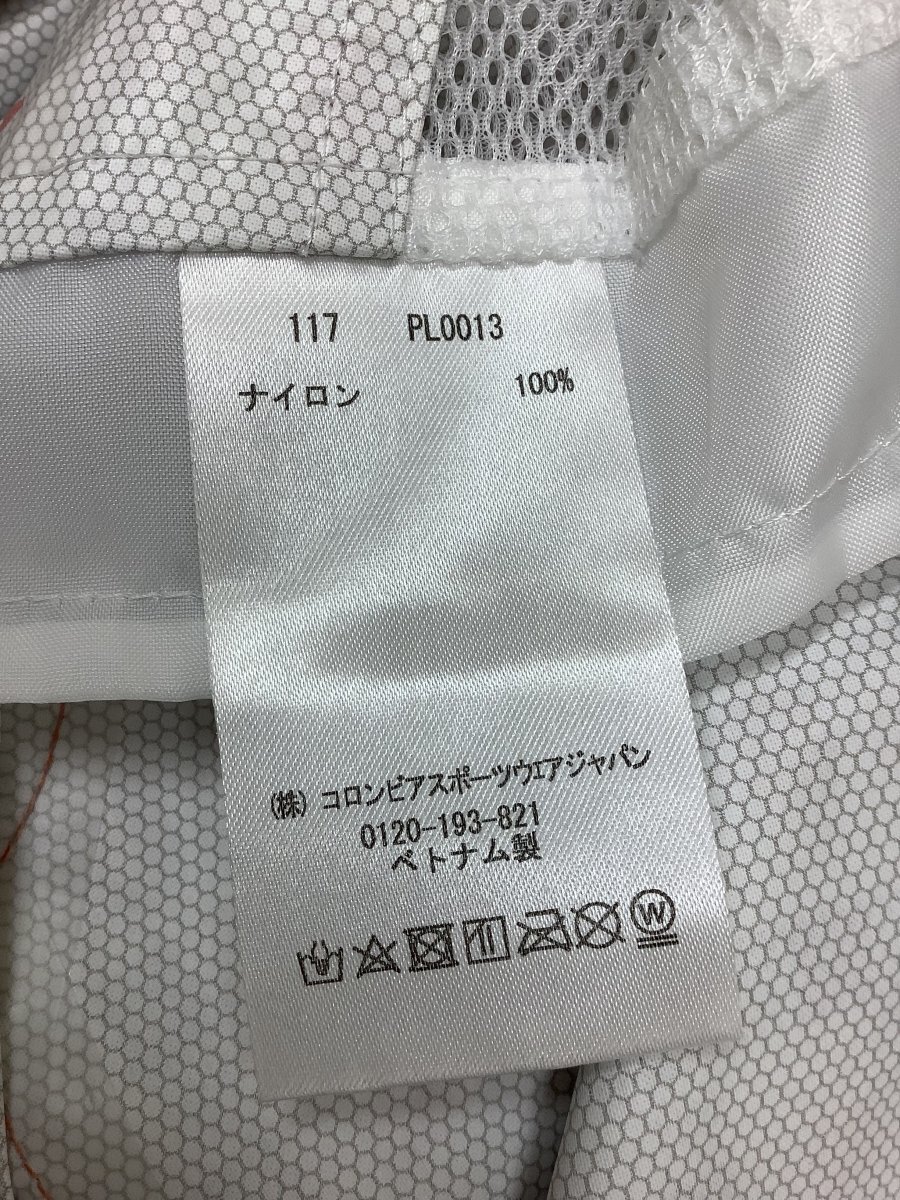 117 PL0013
ナイロン 100%
(株) コロンビアスポーツウェアジャパン
0120-193-821
ベトナム製
W